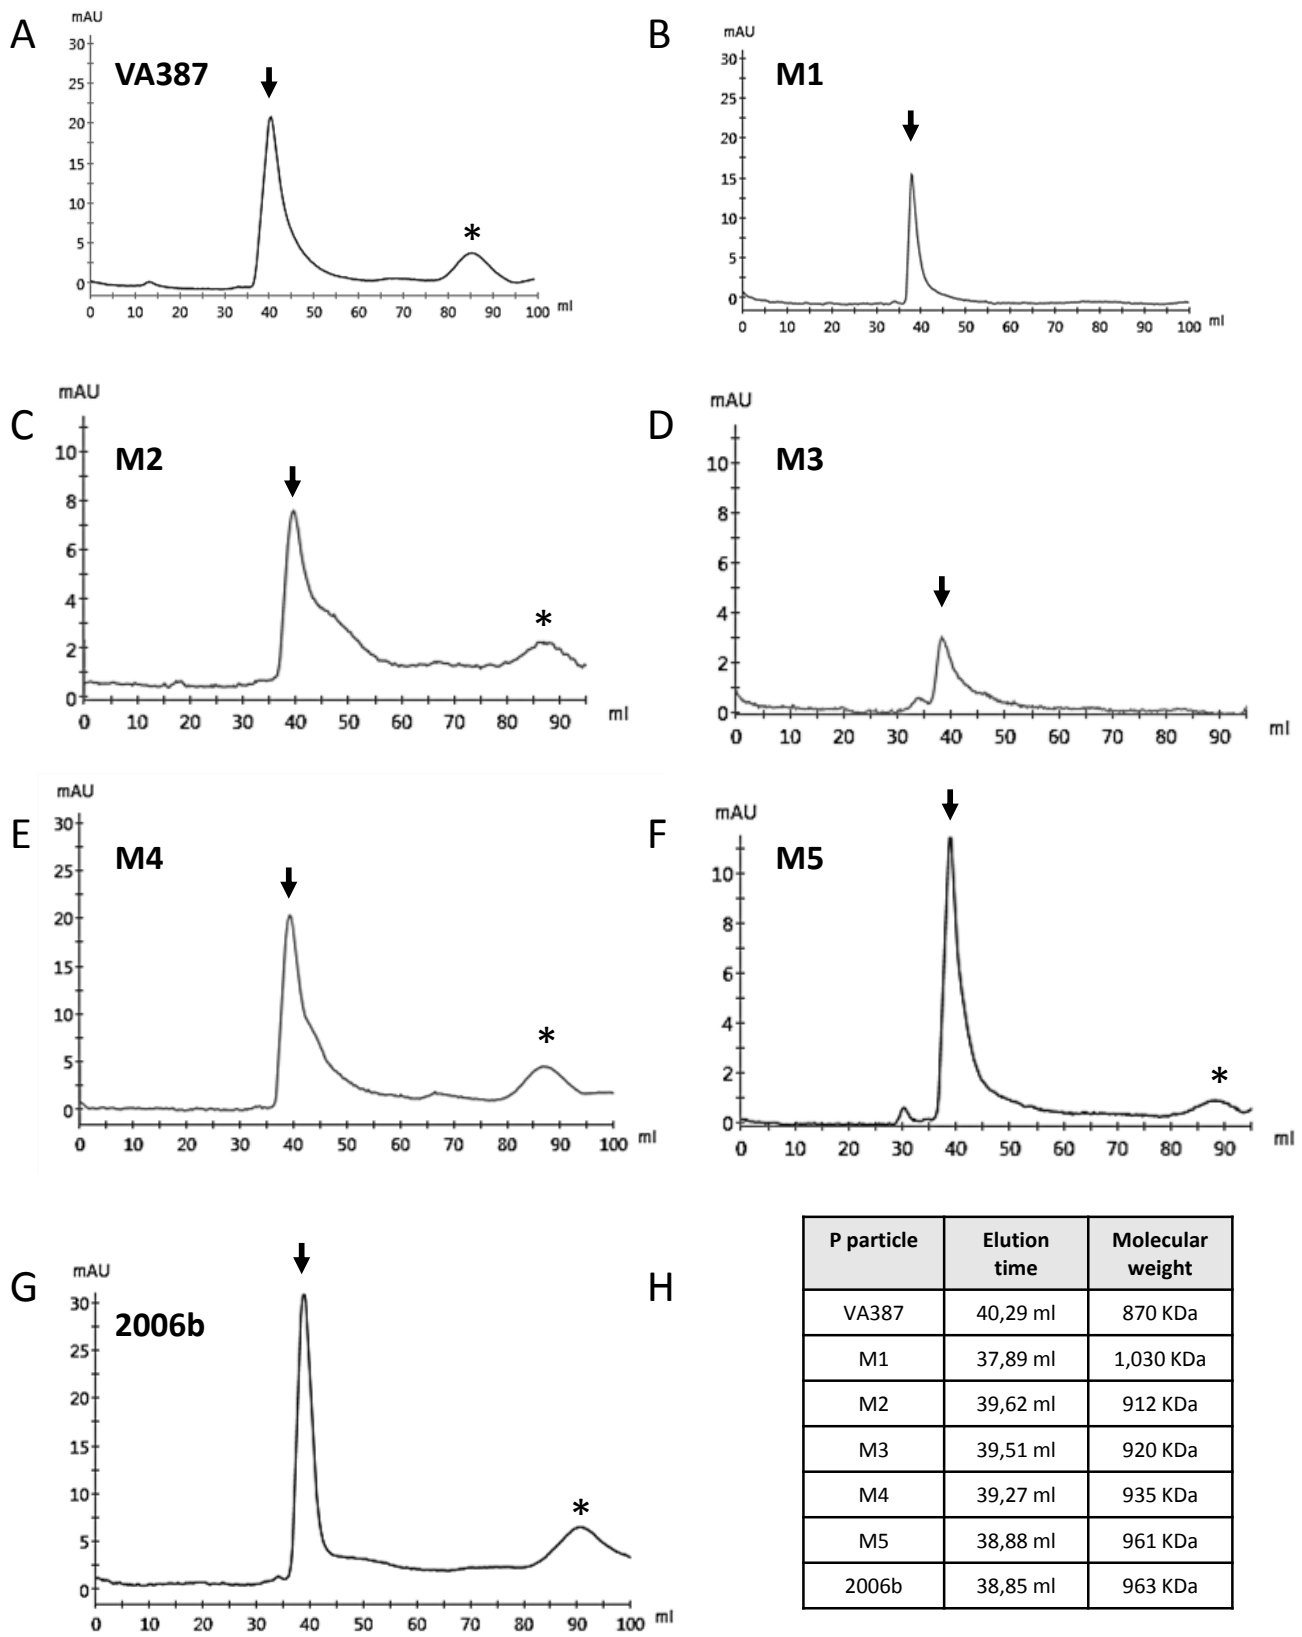 A
mAU
VA387
30
25
20
15
10
5
0
*
0 10 20 30 40 50 60 70 80 90 100 ml
B
mAU
M1
30
25
20
15
10
5
0
0 10 20 30 40 50 60 70 80 90 100 ml
C
mAU
M2
10
8
6
4
2
0
*
0 10 20 30 40 50 60 70 80 90 ml
D
mAU
M3
10
8
6
4
2
0
0 10 20 30 40 50 60 70 80 90 ml
E
mAU
M4
30
25
20
15
10
5
0
*
0 10 20 30 40 50 60 70 80 90 100 ml
F
mAU
M5
10
8
6
4
2
0
*
0 10 20 30 40 50 60 70 80 90 ml
G
mAU
2006b
30
25
20
15
10
5
0
*
0 10 20 30 40 50 60 70 80 90 100 ml
H
P particle Elution time Molecular weight
VA387 40,29 ml 870 KDa
M1 37,89 ml 1,030 KDa
M2 39,62 ml 912 KDa
M3 39,51 ml 920 KDa
M4 39,27 ml 935 KDa
M5 38,88 ml 961 KDa
2006b 38,85 ml 963 KDa